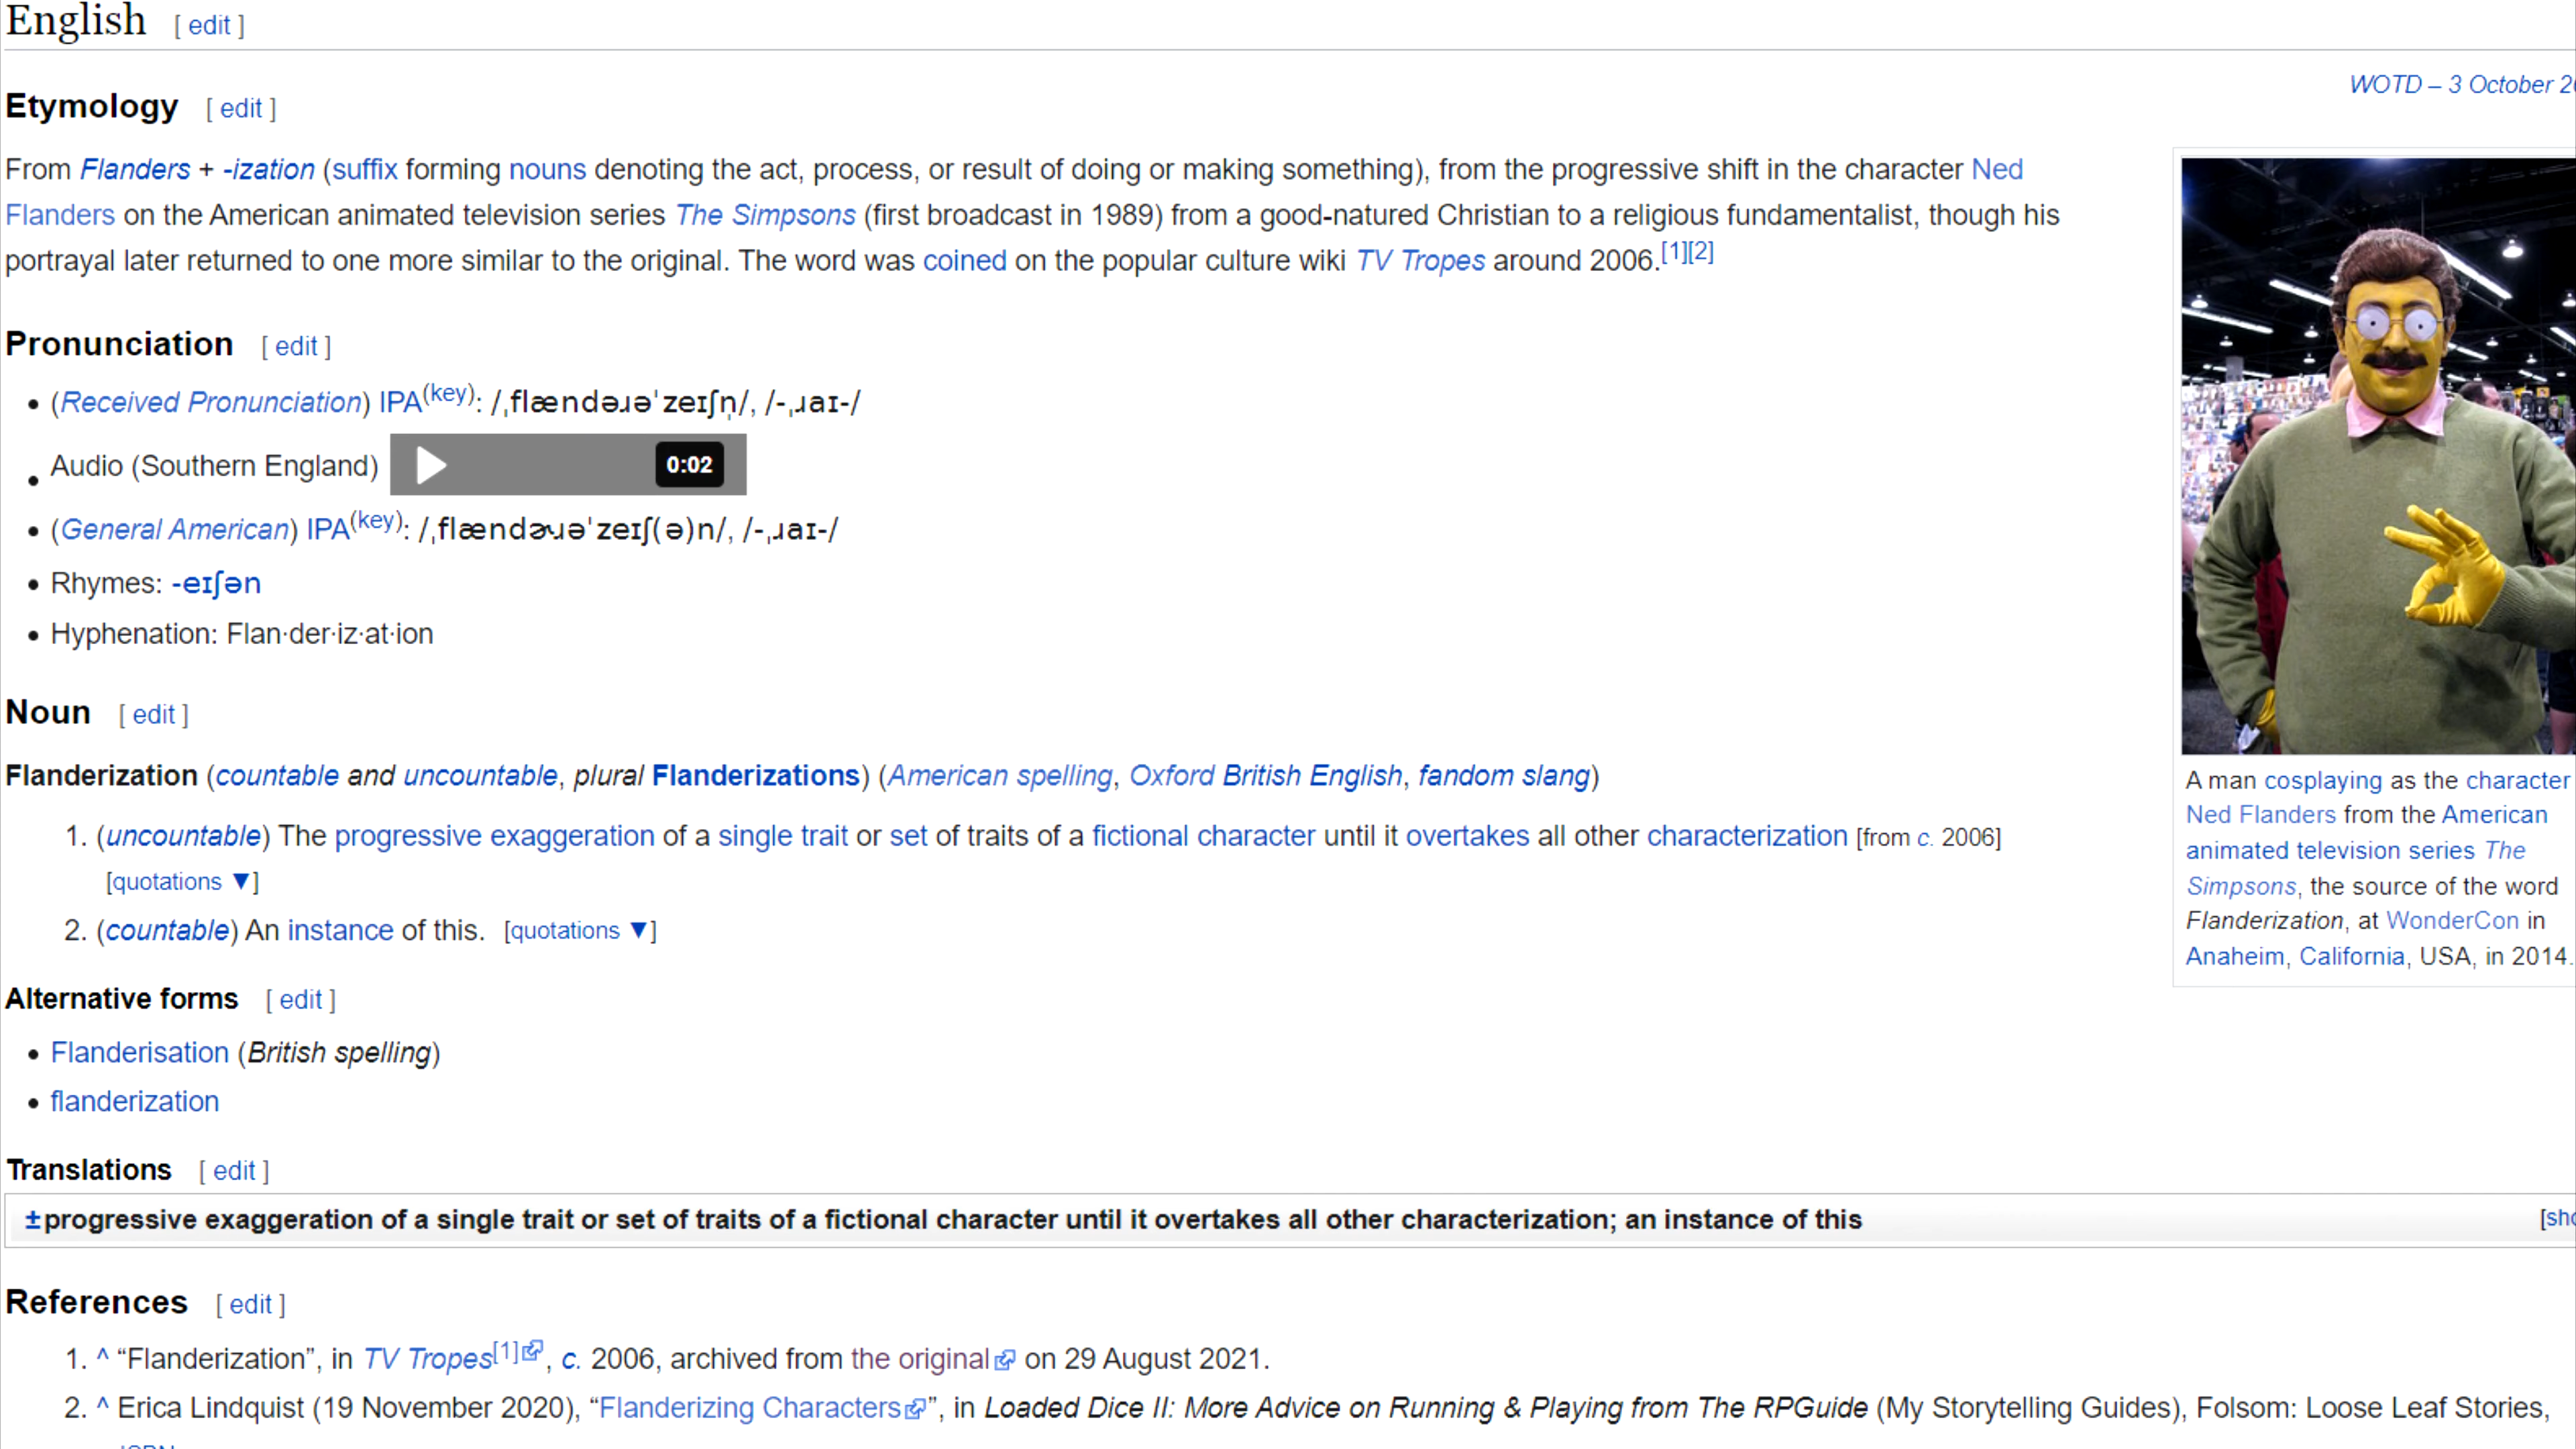 English [ edit ]
WOTD – 3 October
Etymology [ edit ]
From Flanders + -ization (suffix forming nouns denoting the act, process, or result of doing or making something), from the progressive shift in the character Ned
Flanders on the American animated television series The Simpsons (first broadcast in 1989) from a good-natured Christian to a religious fundamentalist, though his
portrayal later returned to one more similar to the original. The word was coined on the popular culture wiki TV Tropes around 2006.[1][2]
Pronunciation [ edit ]
• (Received Pronunciation) IPA(key): /ˌflændəɹəˈzeɪʃn̩/, /-ˌɹaɪ-/
• Audio (Southern England) 0:02
• (General American) IPA(key): /ˌflændɚɹəˈzeɪʃ(ə)n/, /-ˌɹaɪ-/
• Rhymes: -eɪʃən
• Hyphenation: Flan·der·iz·at·ion
Noun [ edit ]
Flanderization (countable and uncountable, plural Flanderizations) (American spelling, Oxford British English, fandom slang)
1. (uncountable) The progressive exaggeration of a single trait or set of traits of a fictional character until it overtakes all other characterization [from c. 2006]
[quotations ▼]
2. (countable) An instance of this. [quotations ▼]
A man cosplaying as the character
Ned Flanders from the American
animated television series The
Simpsons, the source of the word
Flanderization, at WonderCon in
Anaheim, California, USA, in 2014.
Alternative forms [ edit ]
• Flanderisation (British spelling)
• flanderization
Translations [ edit ]
±progressive exaggeration of a single trait or set of traits of a fictional character until it overtakes all other characterization; an instance of this
References [ edit ]
1. ^ “Flanderization”, in TV Tropes[1], c. 2006, archived from the original on 29 August 2021.
2. ^ Erica Lindquist (19 November 2020), “Flanderizing Characters”, in Loaded Dice II: More Advice on Running & Playing from The RPGuide (My Storytelling Guides), Folsom: Loose Leaf Stories,